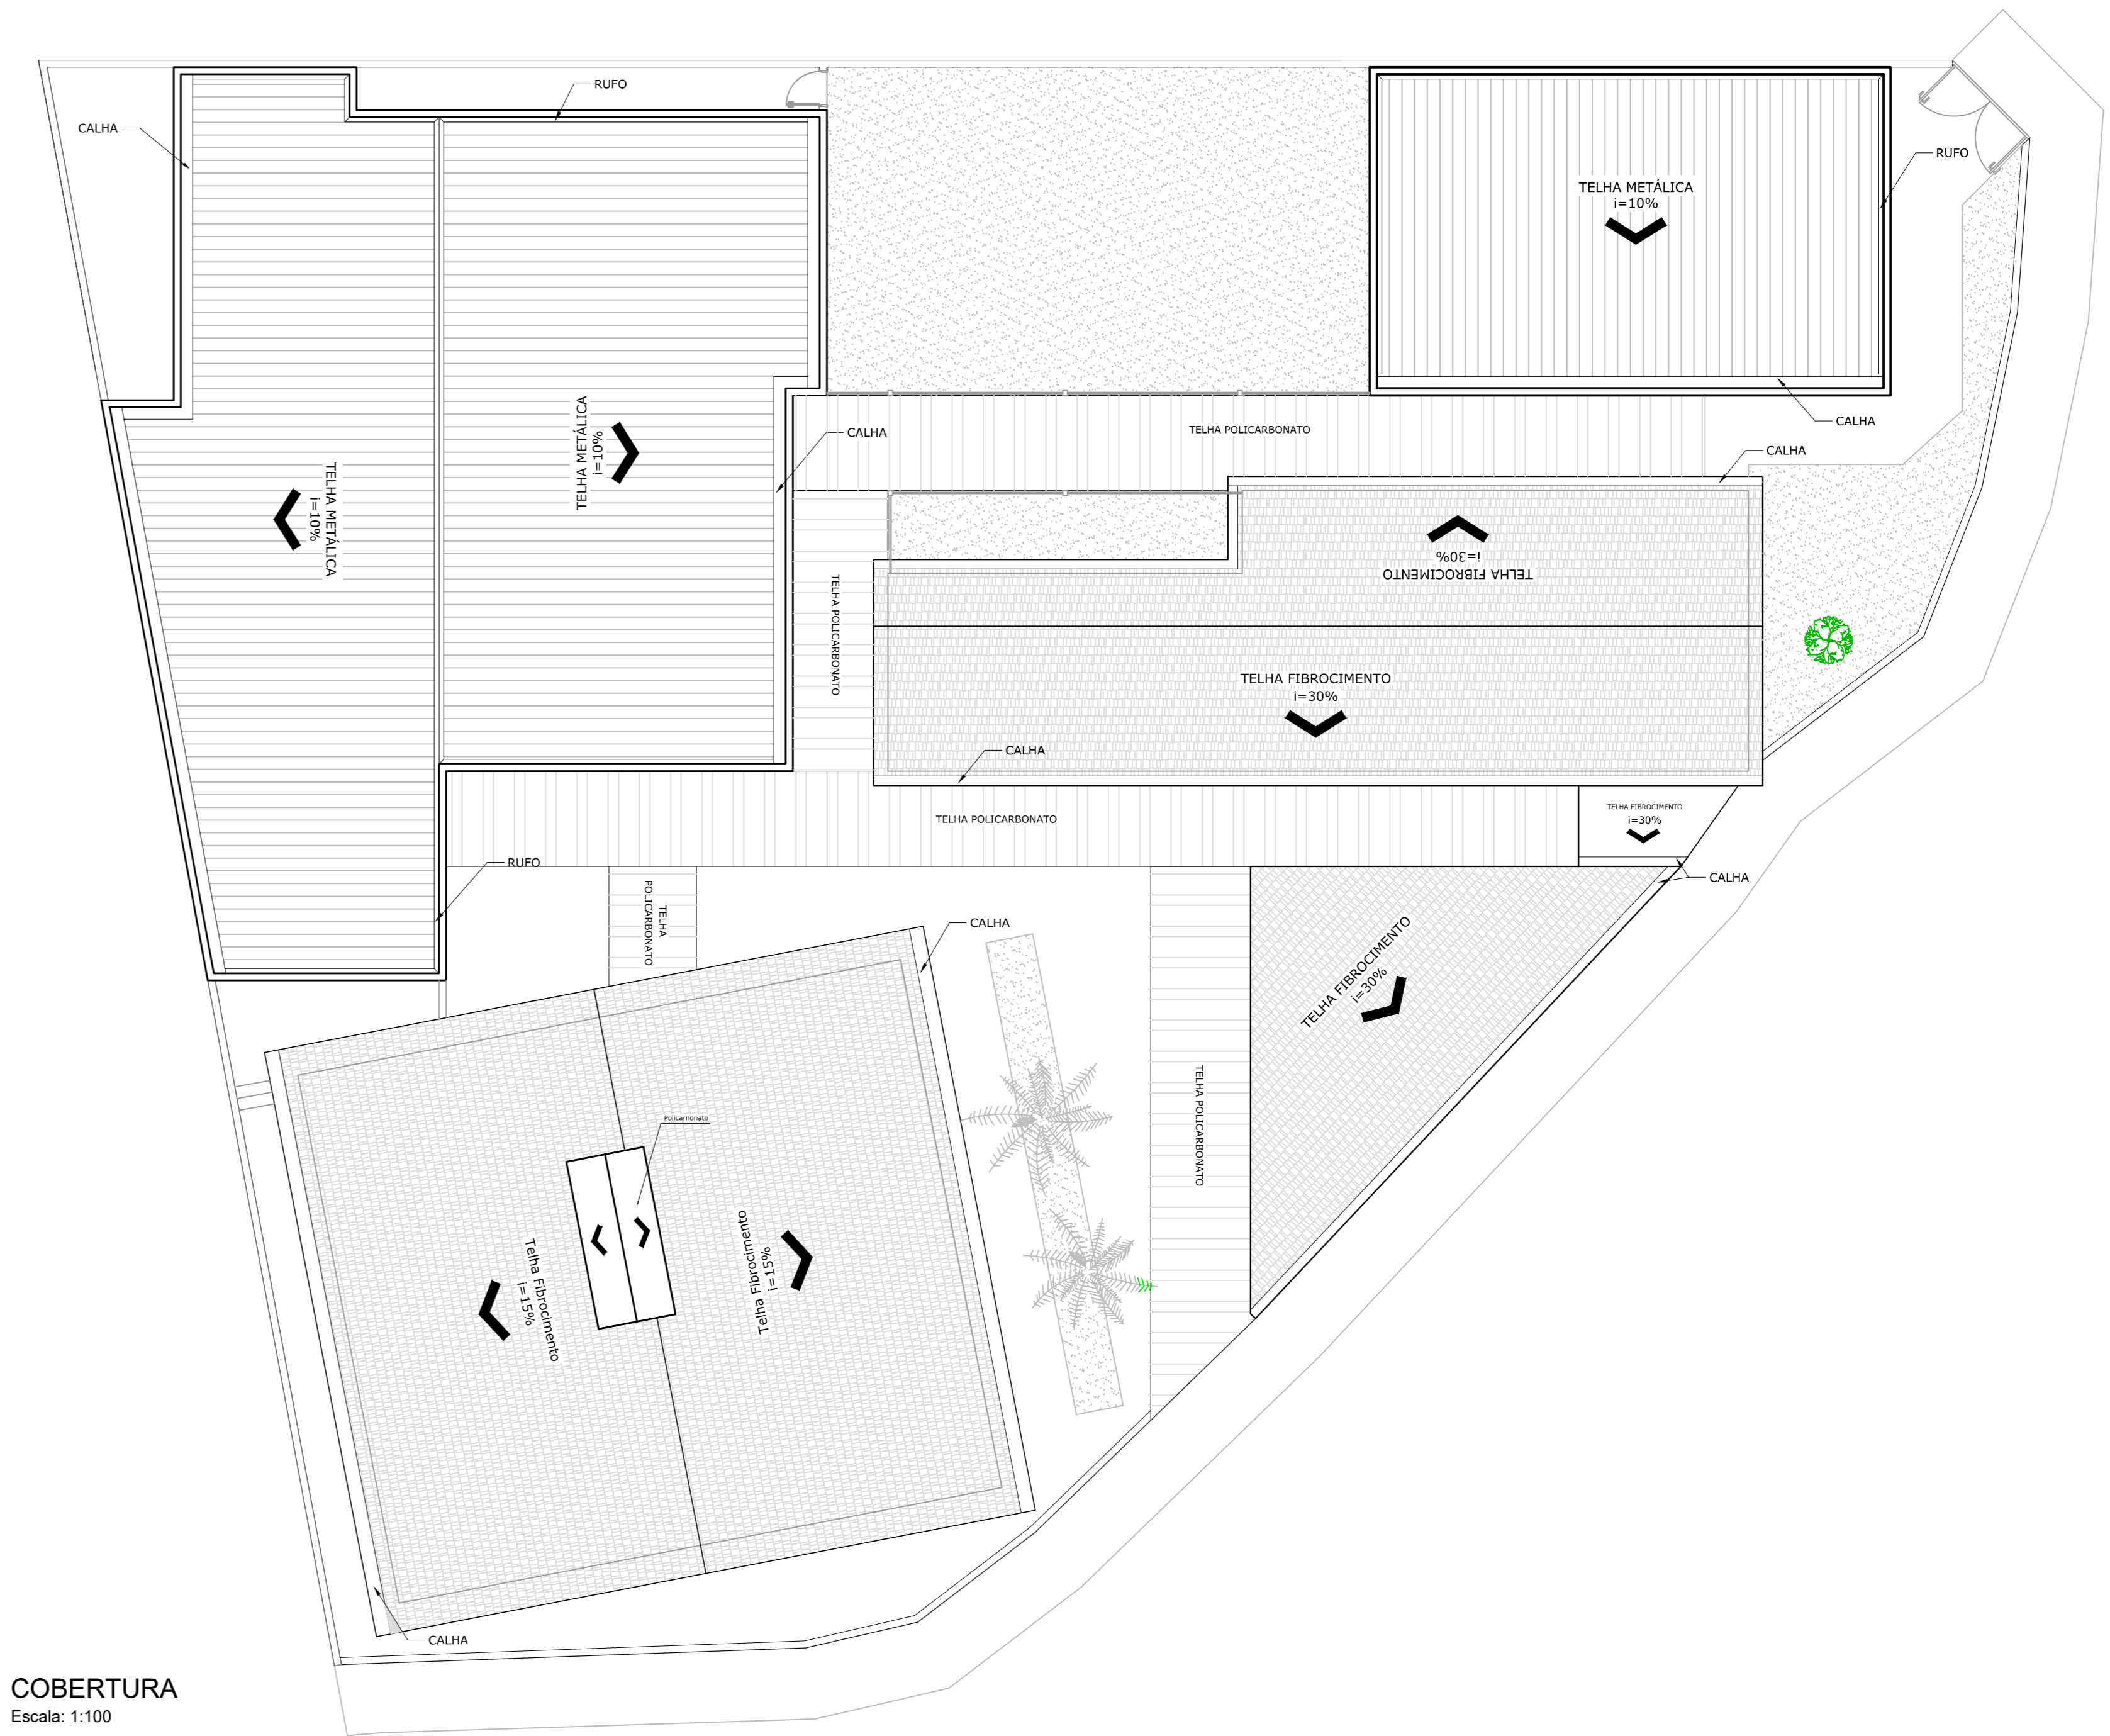 RUFO
CALHA
RUFO
TELHA METÁLICA
i=10%
CALHA
TELHA METÁLICA
i=10%
CALHA
TELHA POLICARBONATO
CALHA
TELHA METÁLICA
i=10%
TELHA FIBROCIMENTO
i=30%
TELHA POLICARBONATO
TELHA FIBROCIMENTO
i=30%
CALHA
TELHA POLICARBONATO
TELHA FIBROCIMENTO
i=30%
RUFO
CALHA
TELHA
POLICARBONATO
CALHA
TELHA FIBROCIMENTO
i=30%
TELHA POLICARBONATO
Policarnonato
Telha Fibrocimento
i=15%
Telha Fibrocimento
i=15%
CALHA
COBERTURA
Escala: 1:100